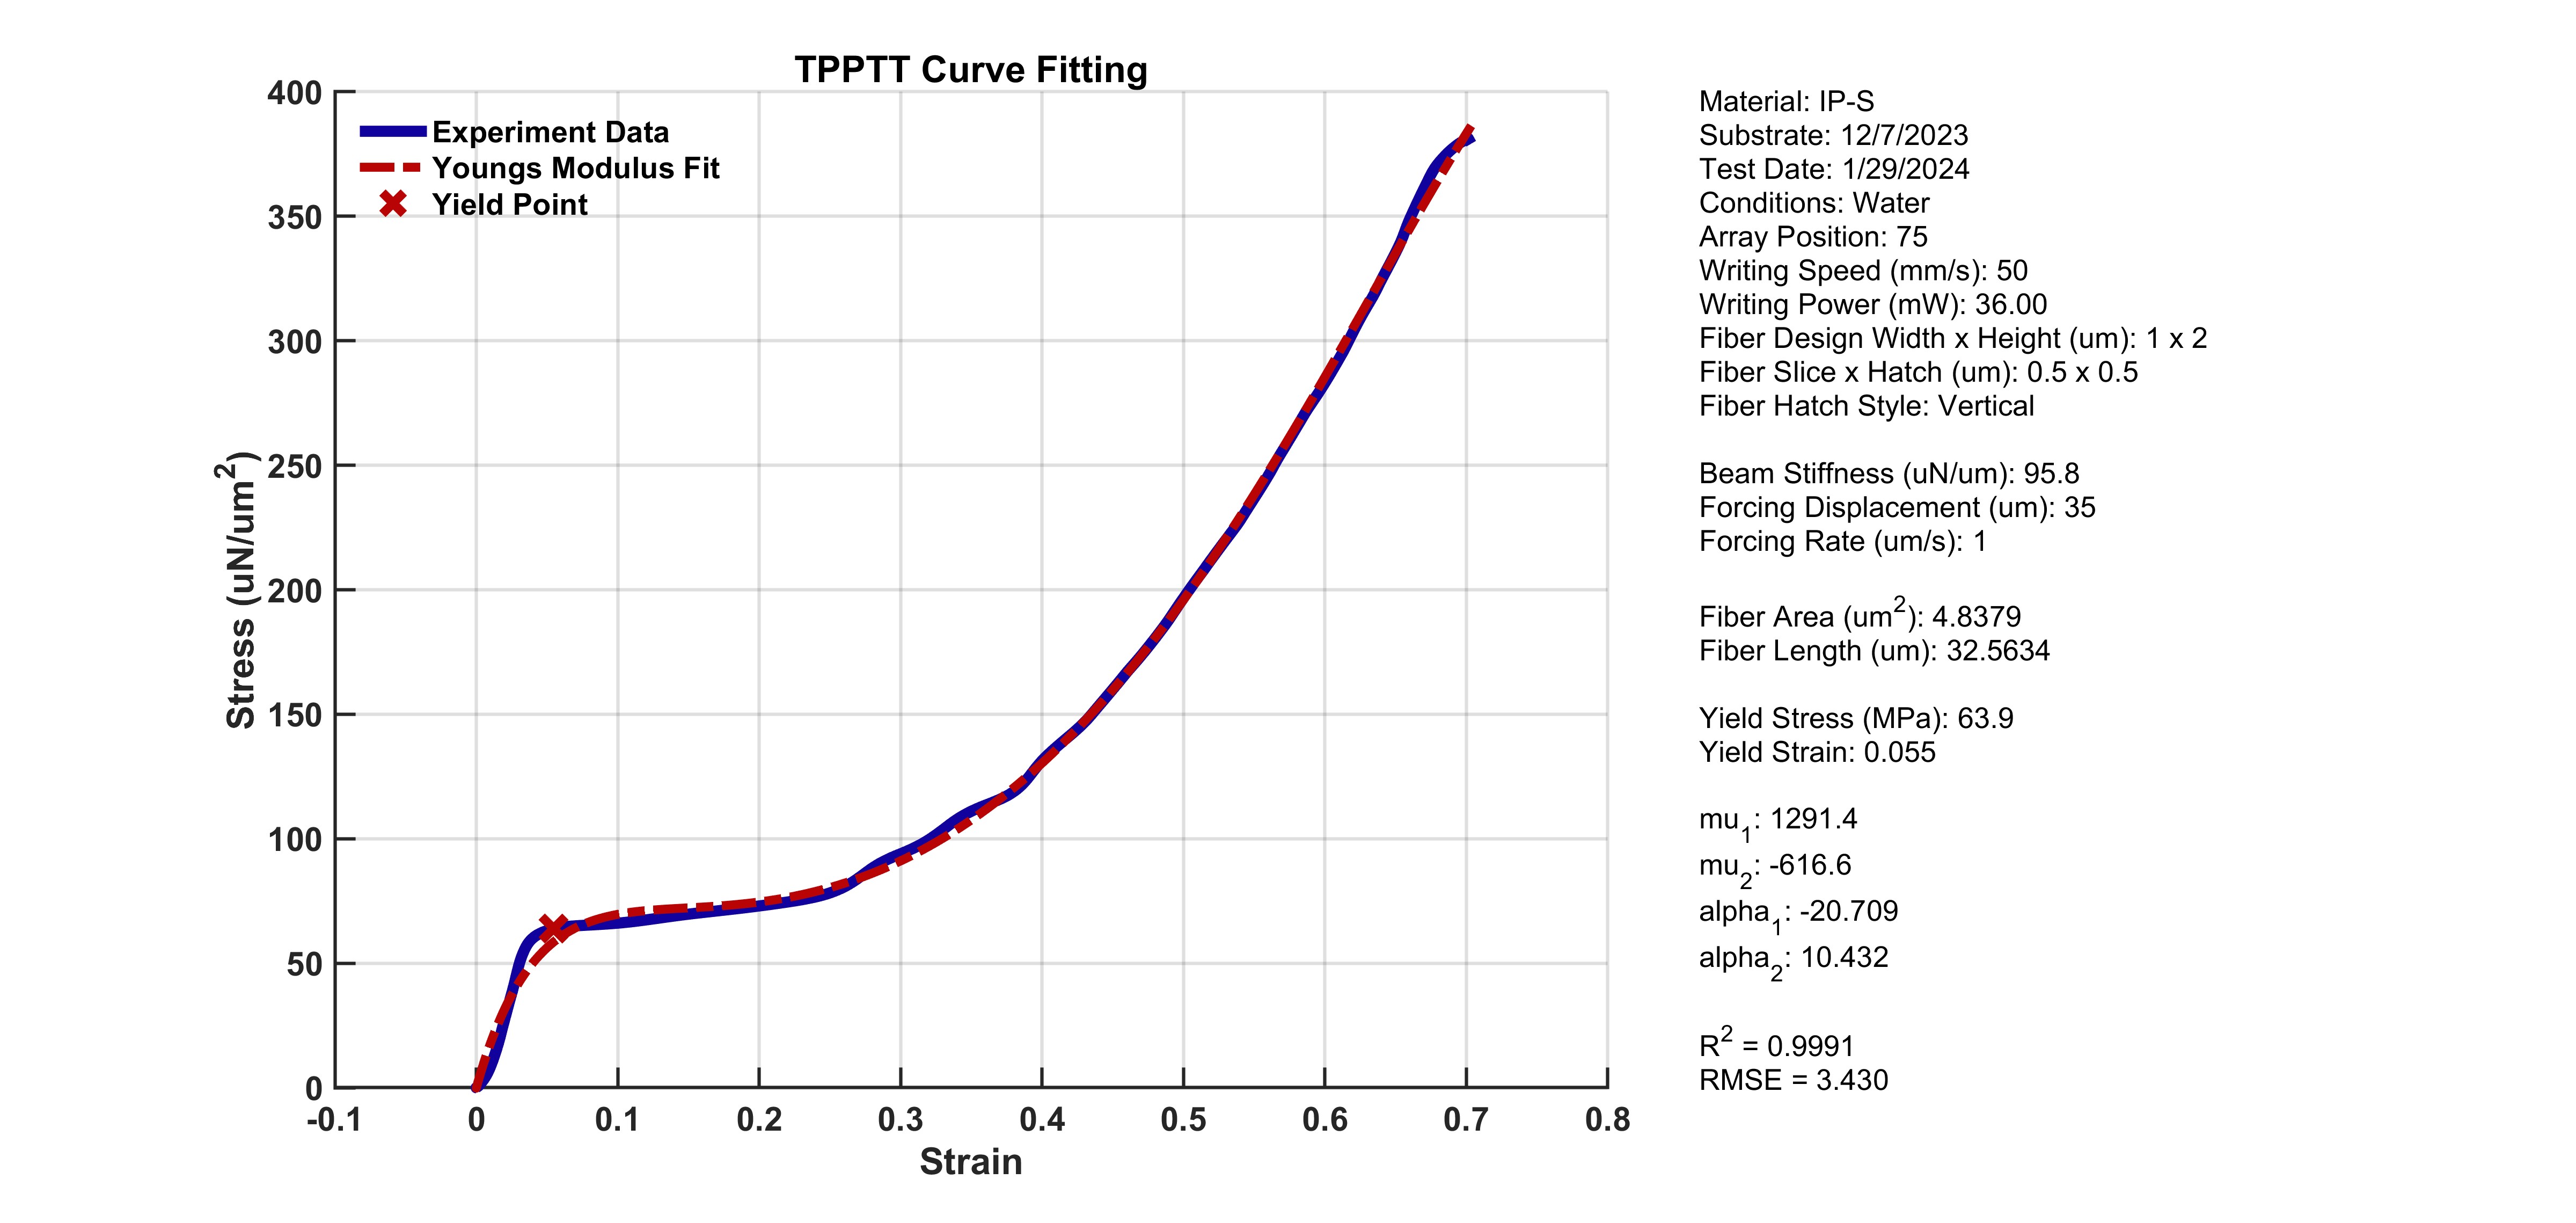 TPPTT Curve Fitting
400
350
300
250
200
150
100
50
0
Stress (uN/um²)
Experiment Data
Youngs Modulus Fit
Yield Point
-0.1 0 0.1 0.2 0.3 0.4 0.5 0.6 0.7 0.8
Strain
Material: IP-S
Substrate: 12/7/2023
Test Date: 1/29/2024
Conditions: Water
Array Position: 75
Writing Speed (mm/s): 50
Writing Power (mW): 36.00
Fiber Design Width x Height (um): 1 x 2
Fiber Slice x Hatch (um): 0.5 x 0.5
Fiber Hatch Style: Vertical
Beam Stiffness (uN/um): 95.8
Forcing Displacement (um): 35
Forcing Rate (um/s): 1
Fiber Area (um²): 4.8379
Fiber Length (um): 32.5634
Yield Stress (MPa): 63.9
Yield Strain: 0.055
mu₁: 1291.4
mu₂: -616.6
alpha₁: -20.709
alpha₂: 10.432
R² = 0.9991
RMSE = 3.430